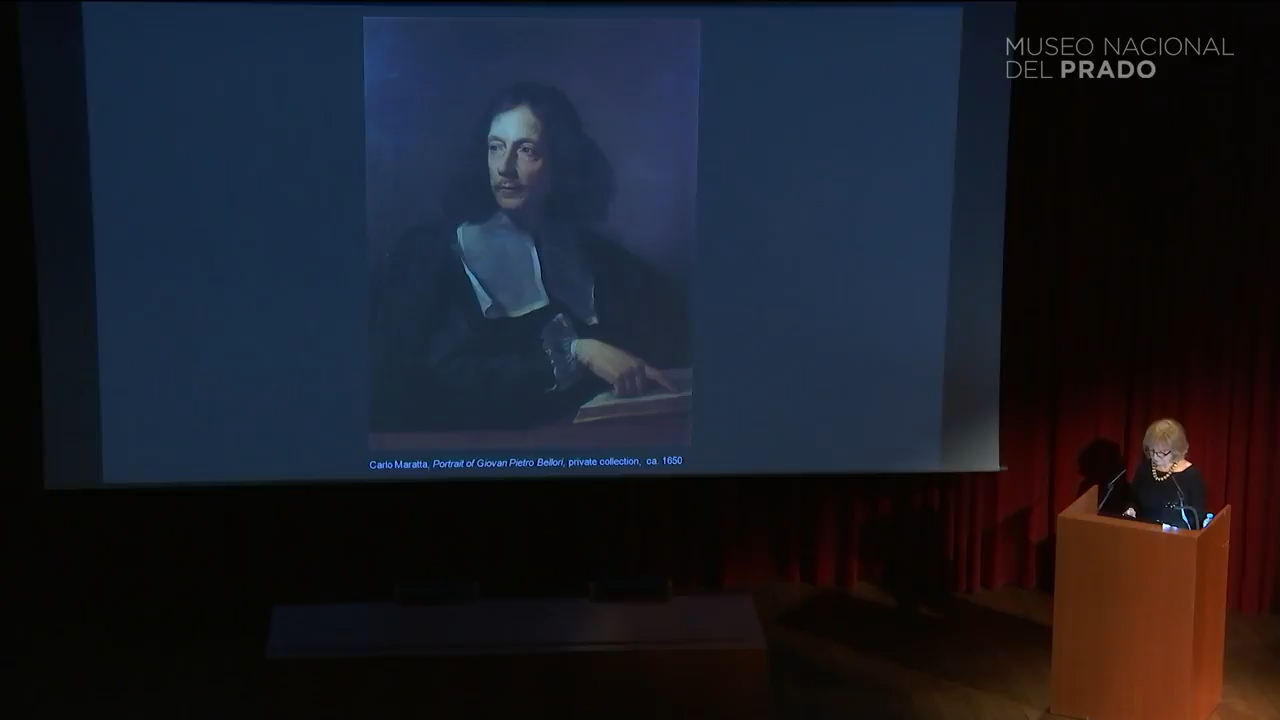 MUSEO NACIONAL
DEL PRADO
Carlo Maratta, Portrait of Giovan Pietro Bellori, private collection, ca. 1650